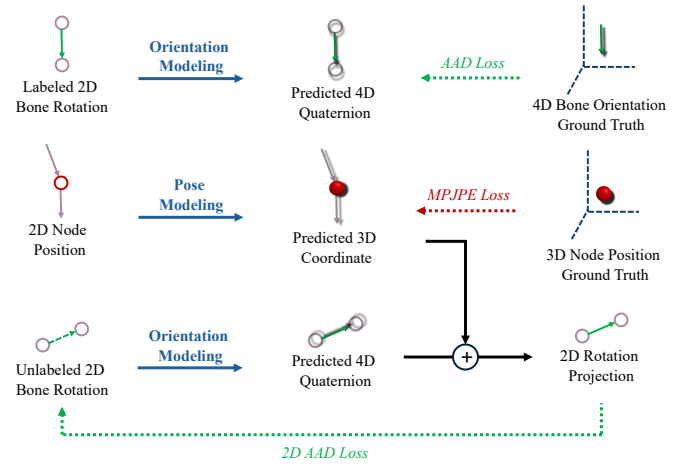 Orientation
Modeling
AAD Loss
Labeled 2D
Bone Rotation
Predicted 4D
Quaternion
4D Bone Orientation
Ground Truth
Pose
Modeling
MPJPE Loss
2D Node
Position
Predicted 3D
Coordinate
3D Node Position
Ground Truth
Orientation
Modeling
+
Unlabeled 2D
Bone Rotation
Predicted 4D
Quaternion
2D Rotation
Projection
2D AAD Loss